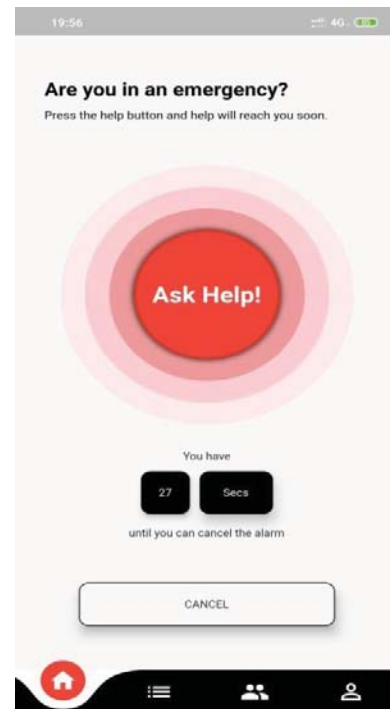 19:56
4G
Are you in an emergency?
Press the help button and help will reach you soon.
Ask Help!
You have
27 Secs
until you can cancel the alarm
CANCEL